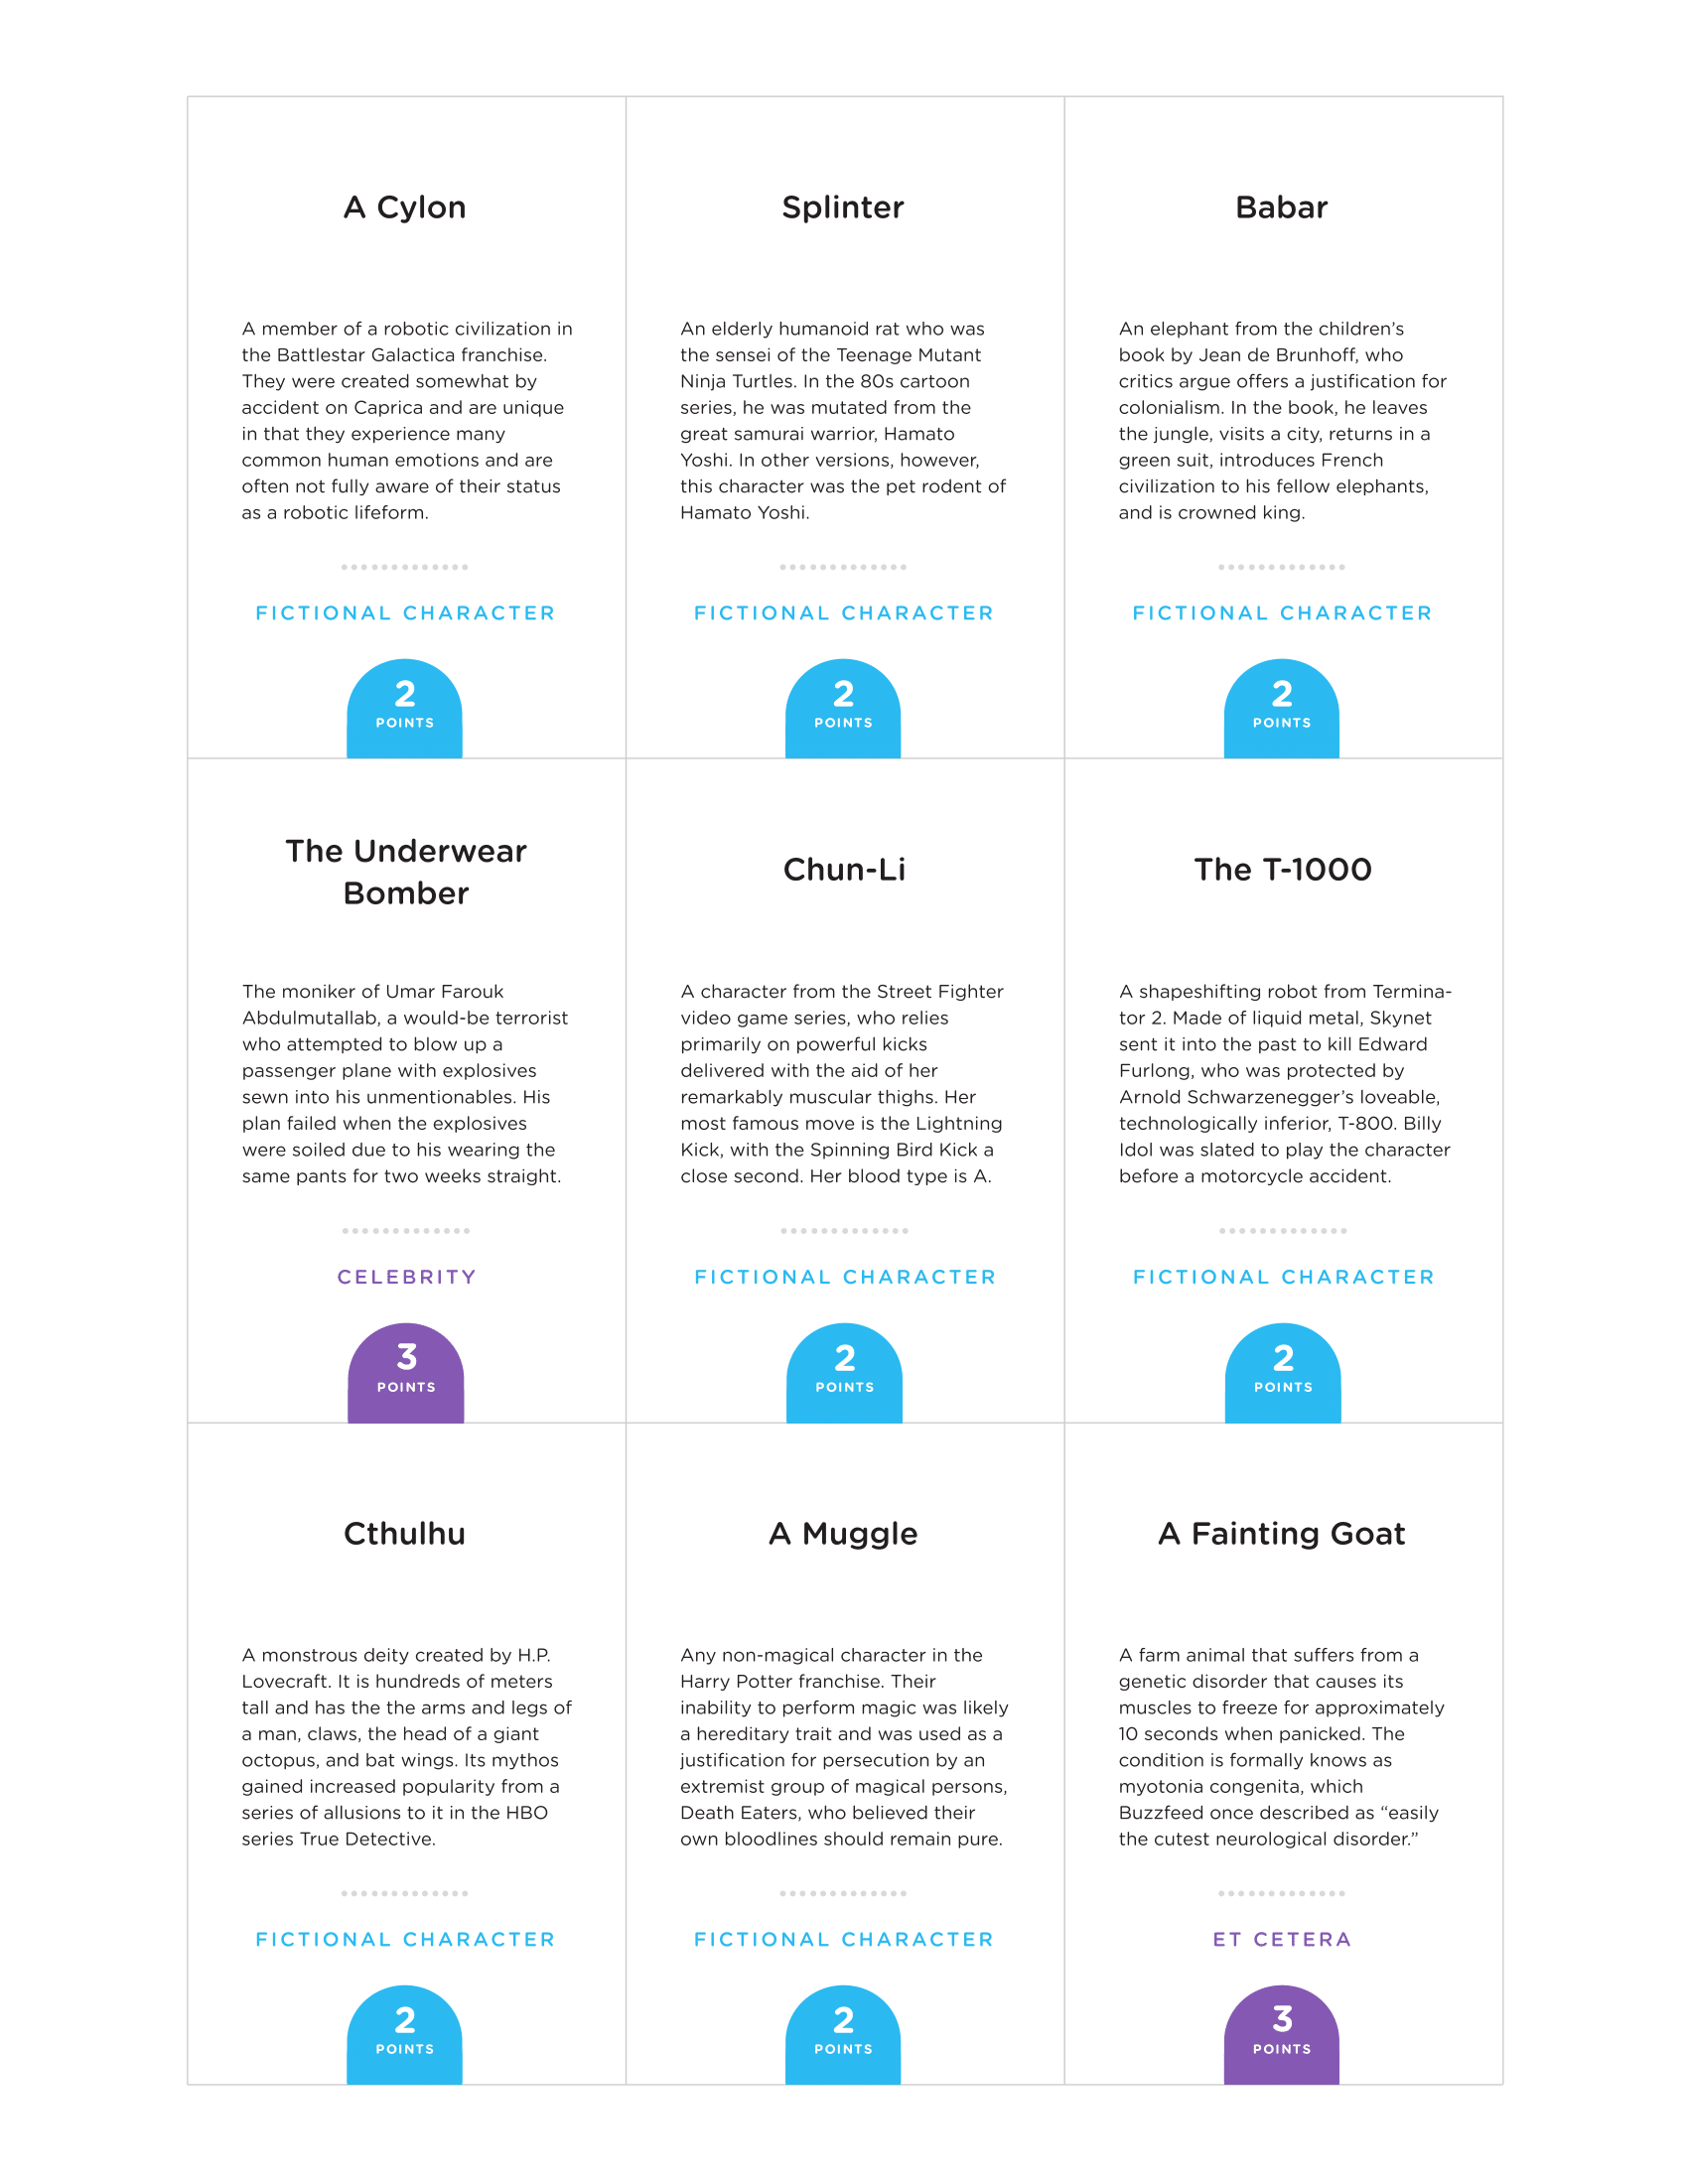 A Cylon
A member of a robotic civilization in
the Battlestar Galactica franchise.
They were created somewhat by
accident on Caprica and are unique
in that they experience many
common human emotions and are
often not fully aware of their status
as a robotic lifeform.
FICTIONAL CHARACTER
2
POINTS
Splinter
An elderly humanoid rat who was
the sensei of the Teenage Mutant
Ninja Turtles. In the 80s cartoon
series, he was mutated from the
great samurai warrior, Hamato
Yoshi. In other versions, however,
this character was the pet rodent of
Hamato Yoshi.
FICTIONAL CHARACTER
2
POINTS
Babar
An elephant from the children’s
book by Jean de Brunhoff, who
critics argue offers a justification for
colonialism. In the book, he leaves
the jungle, visits a city, returns in a
green suit, introduces French
civilization to his fellow elephants,
and is crowned king.
FICTIONAL CHARACTER
2
POINTS
The Underwear
Bomber
The moniker of Umar Farouk
Abdulmutallab, a would-be terrorist
who attempted to blow up a
passenger plane with explosives
sewn into his unmentionables. His
plan failed when the explosives
were soiled due to his wearing the
same pants for two weeks straight.
CELEBRITY
3
POINTS
Chun-Li
A character from the Street Fighter
video game series, who relies
primarily on powerful kicks
delivered with the aid of her
remarkably muscular thighs. Her
most famous move is the Lightning
Kick, with the Spinning Bird Kick a
close second. Her blood type is A.
FICTIONAL CHARACTER
2
POINTS
The T-1000
A shapeshifting robot from Termina-
tor 2. Made of liquid metal, Skynet
sent it into the past to kill Edward
Furlong, who was protected by
Arnold Schwarzenegger’s loveable,
technologically inferior, T-800. Billy
Idol was slated to play the character
before a motorcycle accident.
FICTIONAL CHARACTER
2
POINTS
Cthulhu
A monstrous deity created by H.P.
Lovecraft. It is hundreds of meters
tall and has the the arms and legs of
a man, claws, the head of a giant
octopus, and bat wings. Its mythos
gained increased popularity from a
series of allusions to it in the HBO
series True Detective.
FICTIONAL CHARACTER
2
POINTS
A Muggle
Any non-magical character in the
Harry Potter franchise. Their
inability to perform magic was likely
a hereditary trait and was used as a
justification for persecution by an
extremist group of magical persons,
Death Eaters, who believed their
own bloodlines should remain pure.
FICTIONAL CHARACTER
2
POINTS
A Fainting Goat
A farm animal that suffers from a
genetic disorder that causes its
muscles to freeze for approximately
10 seconds when panicked. The
condition is formally knows as
myotonia congenita, which
Buzzfeed once described as “easily
the cutest neurological disorder.”
ET CETERA
3
POINTS